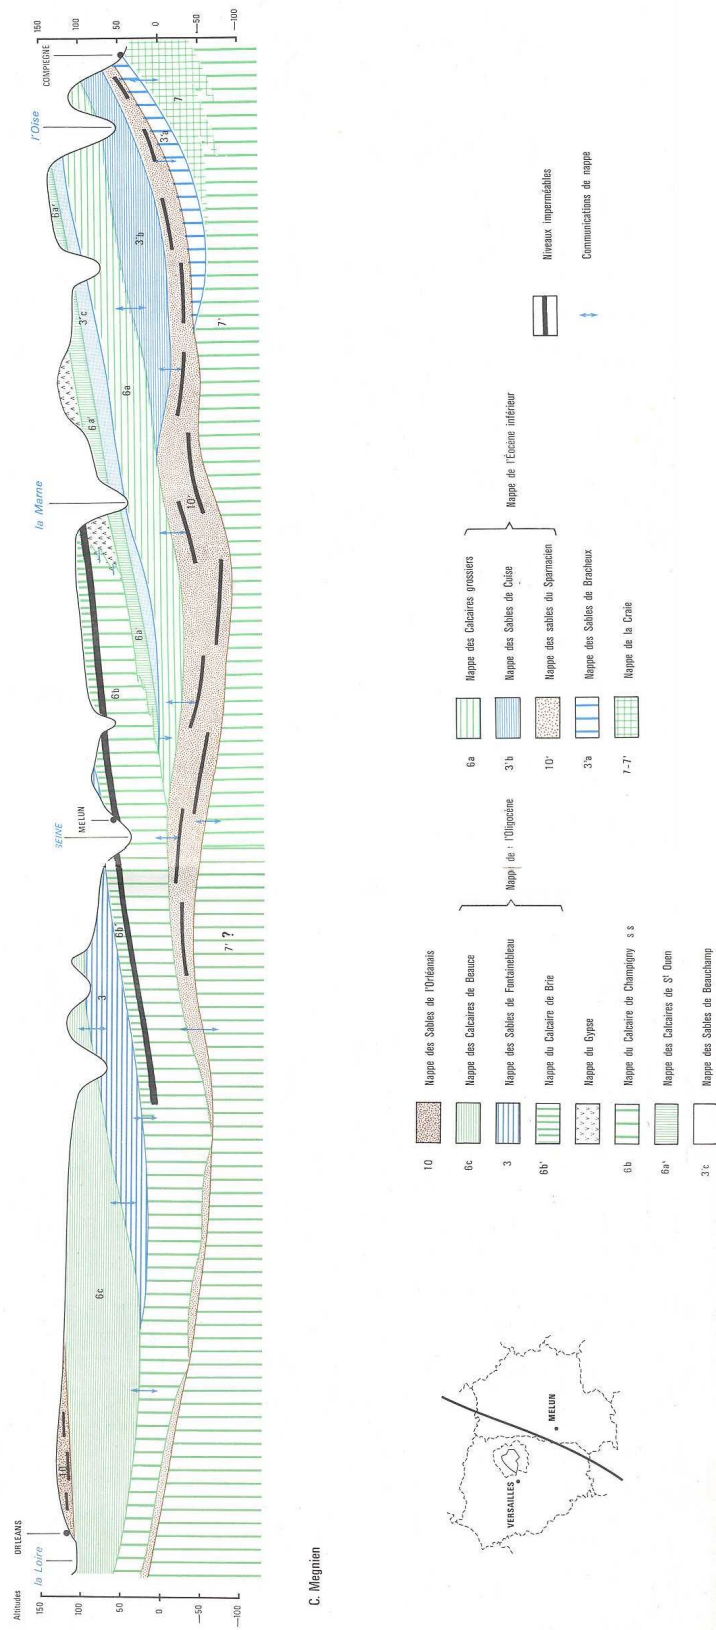 Altitudes
150
100
50
0
—50
—100
la Loire
ORLEANS
SEINE
MELUN
la Marne
l'Oise
COMPIEGNE
150
100
50
0
—50
—100
10
6c
3
6b'
7' ?
6b
6a'
10'
6a'
6a
3'c
7'
6a'
3'b
3'a
7
C. Megnien
VERSAILLES
MELUN
10 Nappe des Sables de l'Orléanais
6c Nappe des Calcaires de Beauce
3 Nappe des Sables de Fontainebleau
6b' Nappe du Calcaire de Brie
Nappe de l'Oligocène
Nappe du Gypse
6b Nappe du Calcaire de Champigny s s
6a' Nappe des Calcaires de St Ouen
3'c Nappe des Sables de Beauchamp
6a Nappe des Calcaires grossiers
3'b Nappe des Sables de Cuise
10' Nappe des sables du Sparnacien
Nappe de l'Éocène inférieur
3'a Nappe des Sables de Bracheux
7-7' Nappe de la Craie
Niveaux imperméables
Communications de nappe